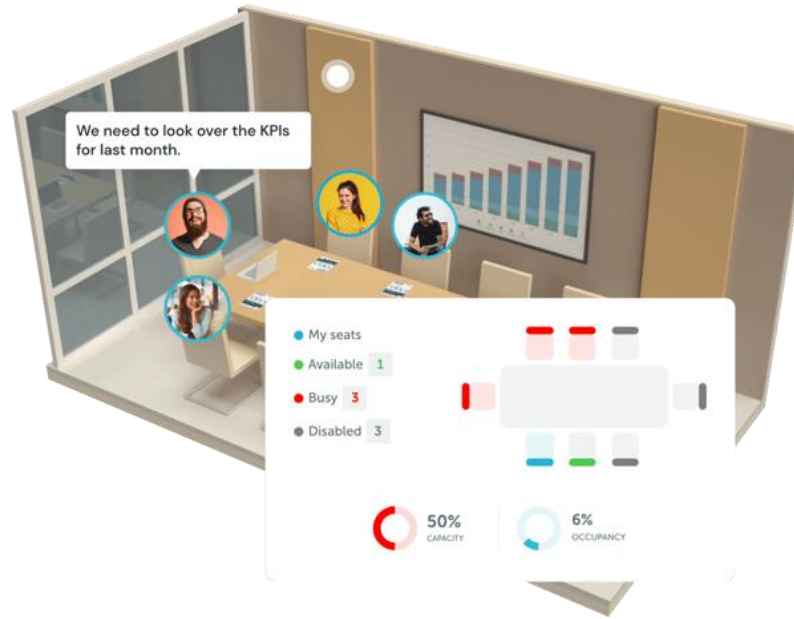 We need to look over the KPIs
for last month.
My seats
Available 1
Busy 3
Disabled 3
50%
CAPACITY
6%
OCCUPANCY